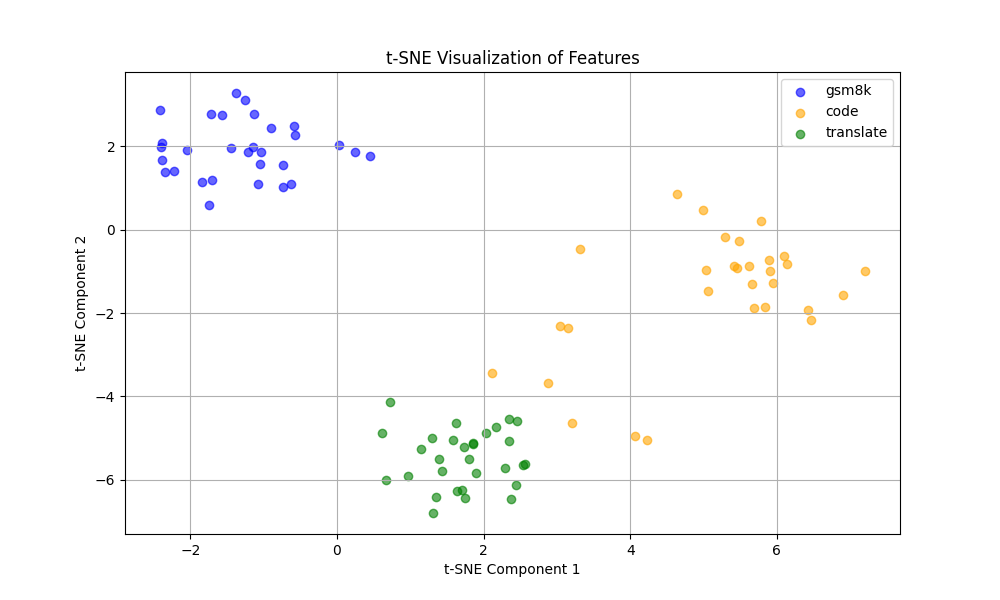 t-SNE Visualization of Features
gsm8k
code
translate
t-SNE Component 2
2
0
−2
−4
−6
−2
0
2
4
6
t-SNE Component 1